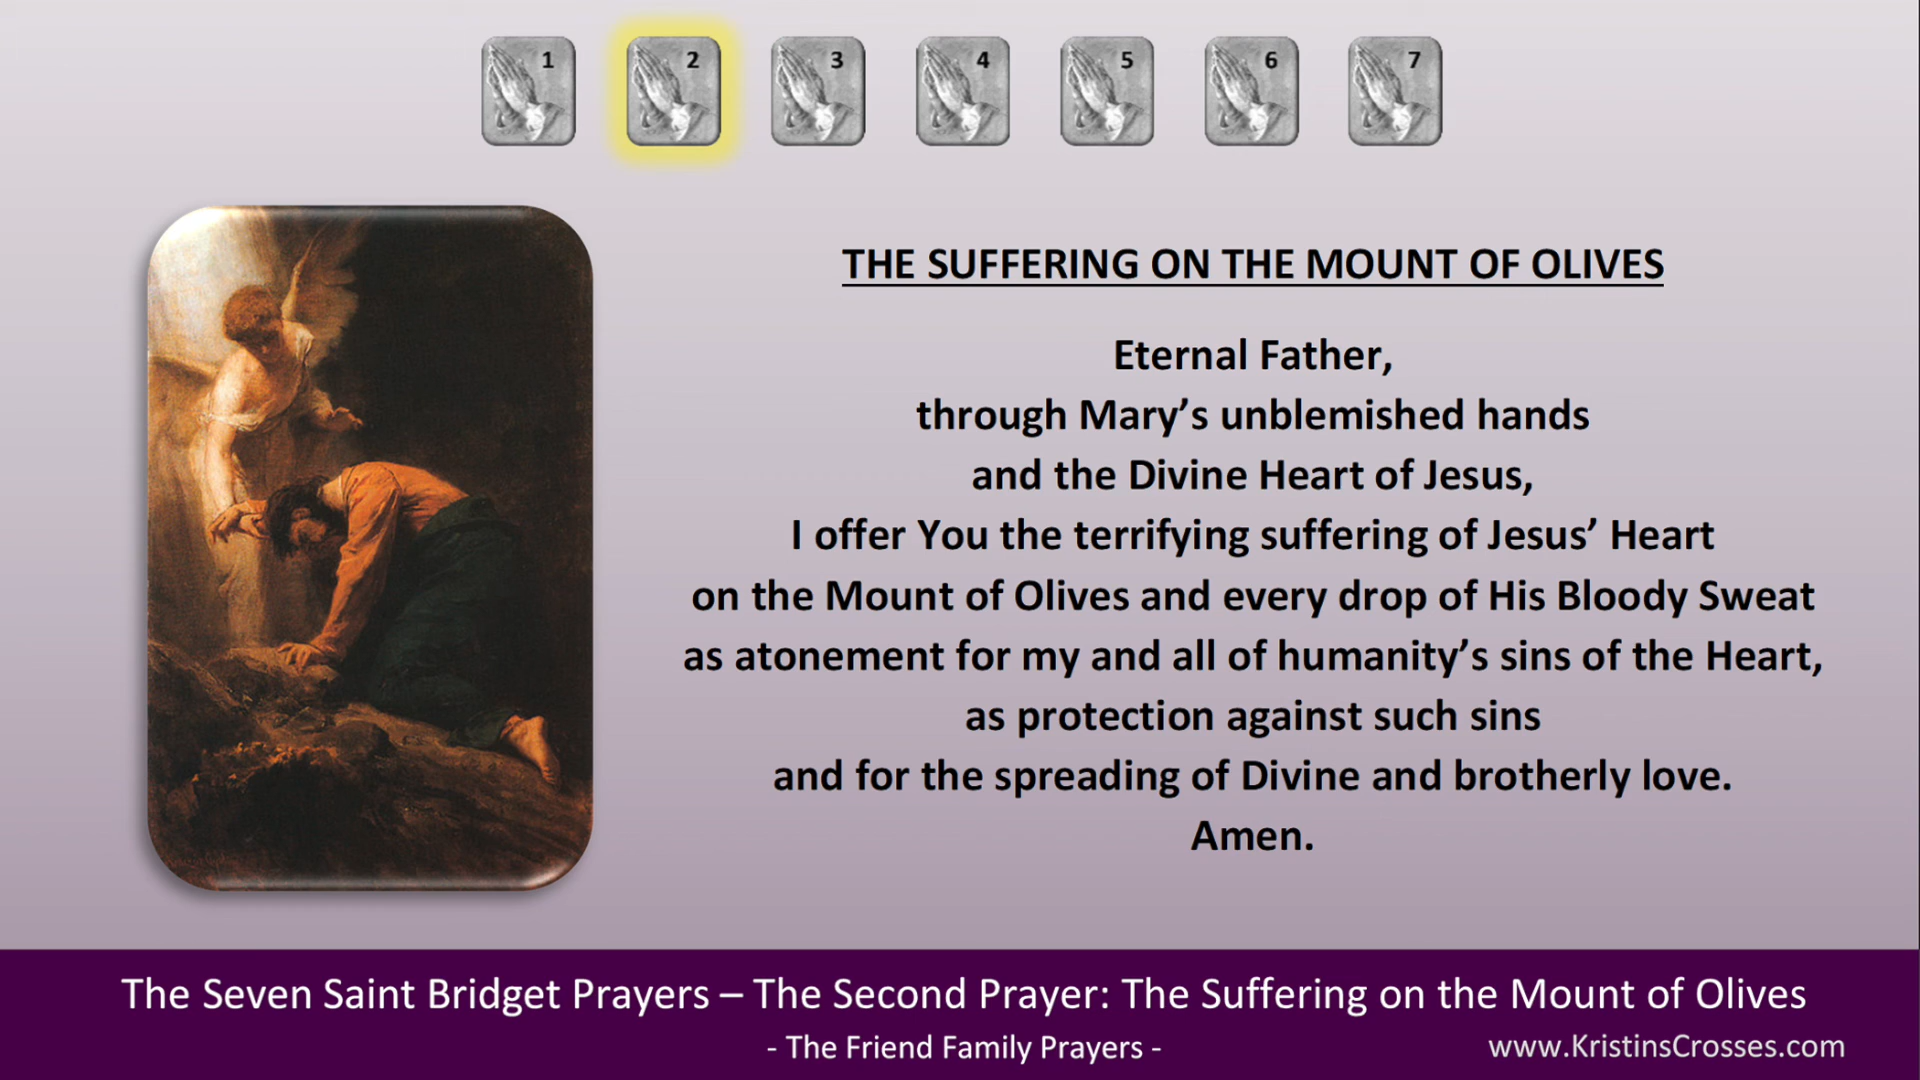 1 2 3 4 5 6 7
THE SUFFERING ON THE MOUNT OF OLIVES
Eternal Father,
through Mary’s unblemished hands
and the Divine Heart of Jesus,
I offer You the terrifying suffering of Jesus’ Heart
on the Mount of Olives and every drop of His Bloody Sweat
as atonement for my and all of humanity’s sins of the Heart,
as protection against such sins
and for the spreading of Divine and brotherly love.
Amen.
The Seven Saint Bridget Prayers – The Second Prayer: The Suffering on the Mount of Olives
- The Friend Family Prayers -
www.KristinsCrosses.com